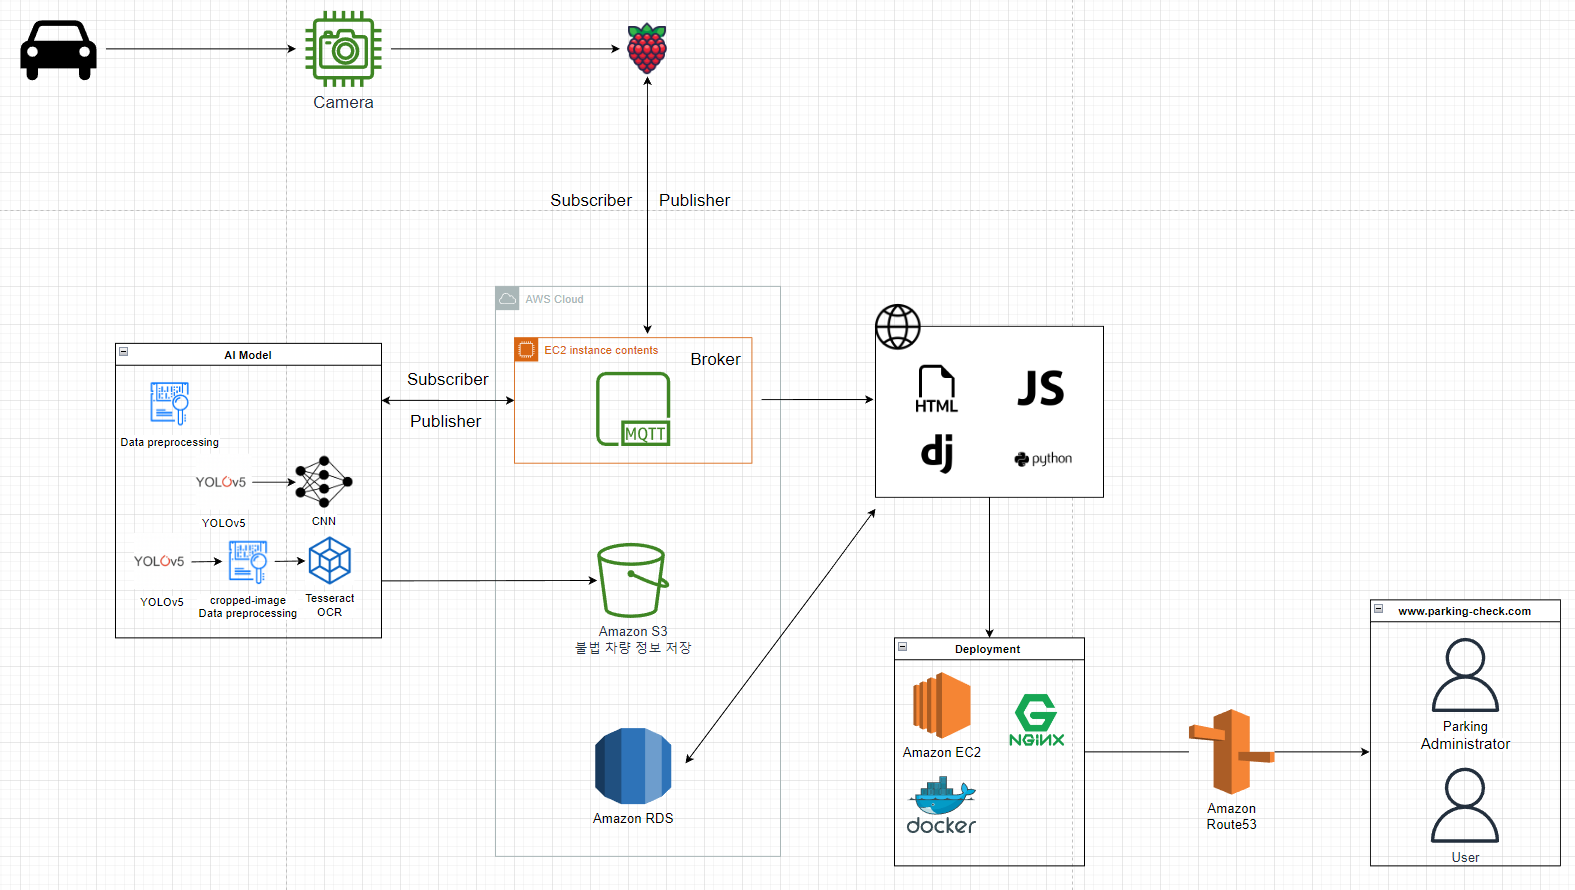 Camera
Subscriber
Publisher
AWS Cloud
EC2 instance contents
Broker
MQTT
AI Model
Data preprocessing
YOLOv5
YOLOv5
CNN
YOLOv5
YOLOv5
cropped-image
Data preprocessing
Tesseract
OCR
Subscriber
Publisher
HTML
JS
dj
python
Amazon S3
불법 차량 정보 저장
Amazon RDS
Deployment
Amazon EC2
G
NGINX
docker
Amazon
Route53
www.parking-check.com
Parking
Administrator
User